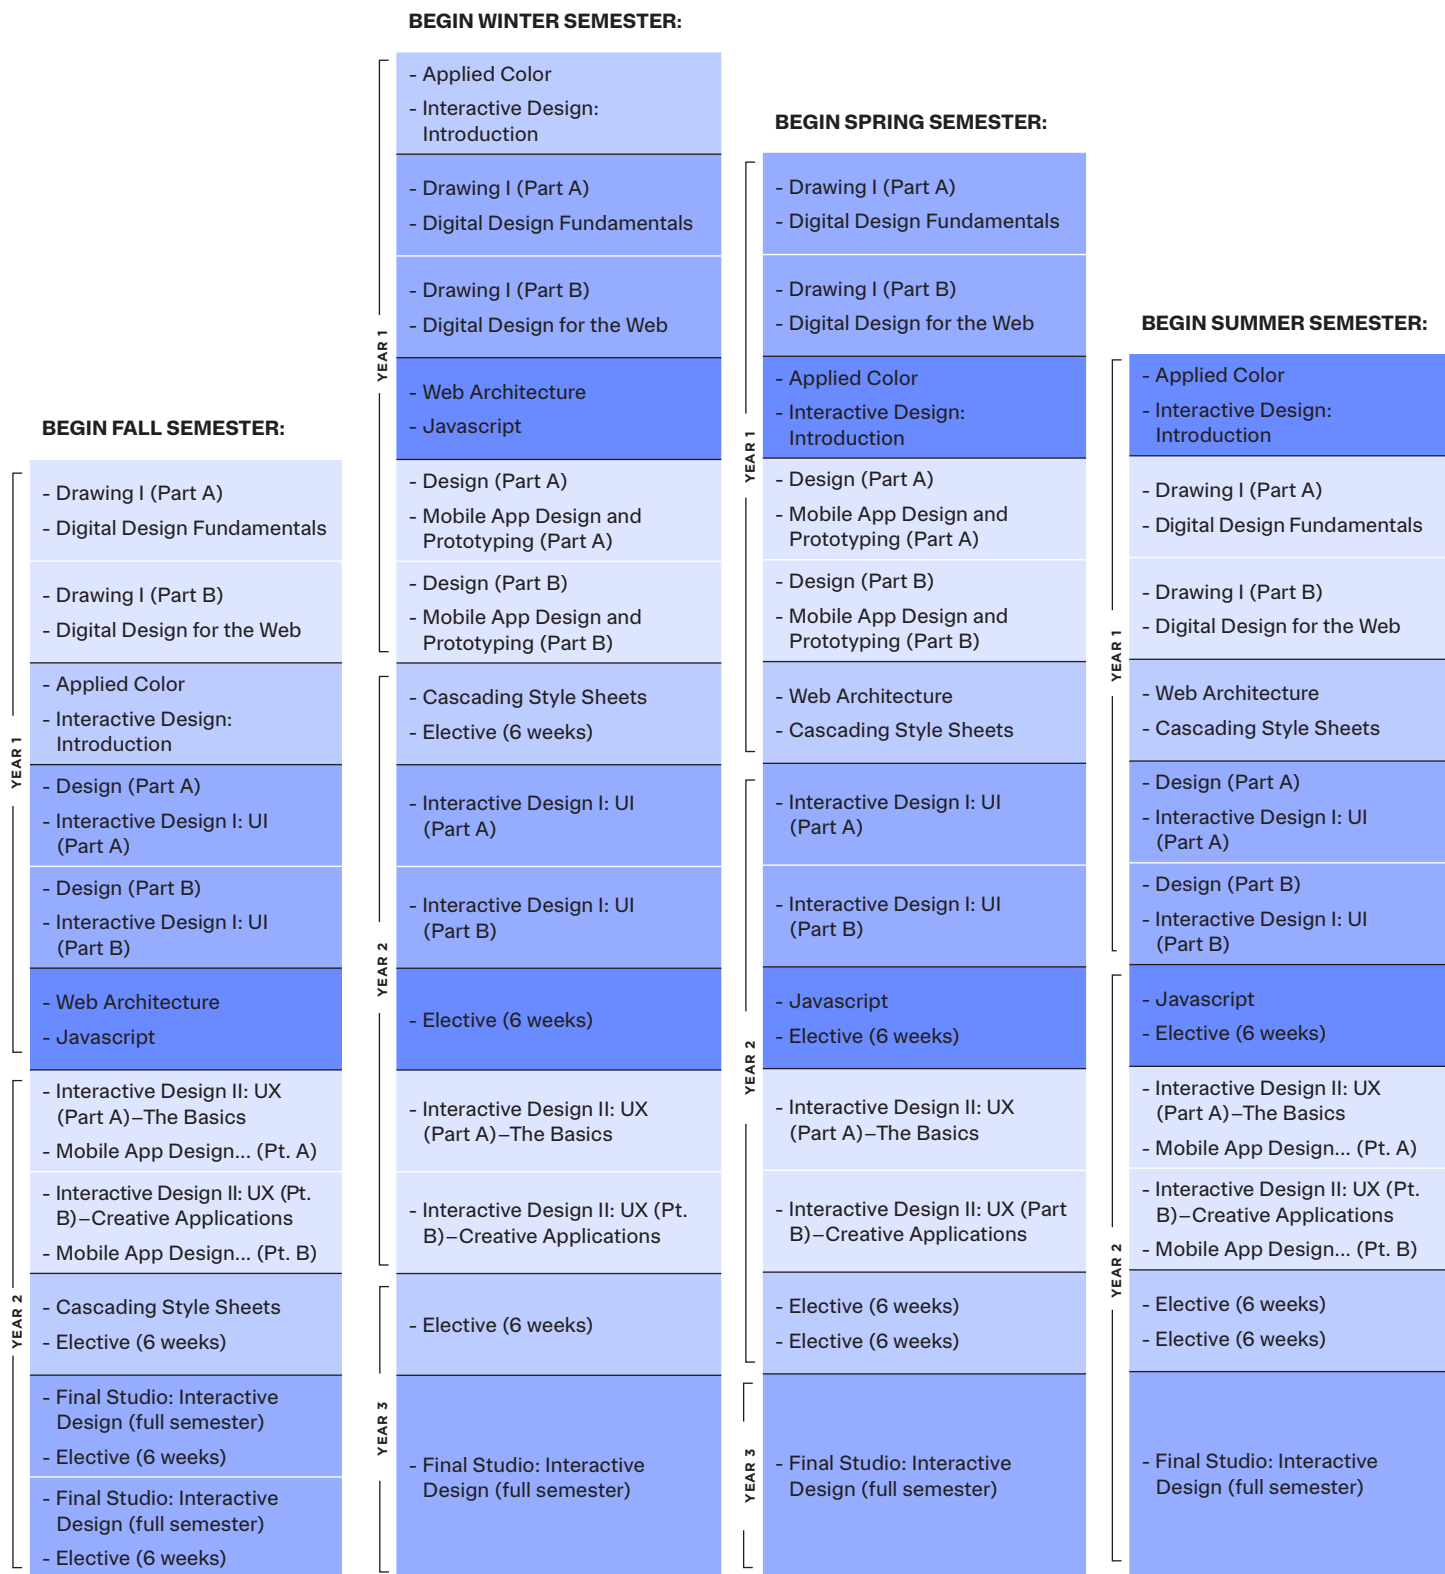 BEGIN WINTER SEMESTER:
YEAR 1
- Applied Color
- Interactive Design:
Introduction
- Drawing I (Part A)
- Digital Design Fundamentals
- Drawing I (Part B)
- Digital Design for the Web
- Web Architecture
- Javascript
- Design (Part A)
- Mobile App Design and
Prototyping (Part A)
- Design (Part B)
- Mobile App Design and
Prototyping (Part B)
YEAR 2
- Cascading Style Sheets
- Elective (6 weeks)
- Interactive Design I: UI
(Part A)
- Interactive Design I: UI
(Part B)
- Elective (6 weeks)
- Interactive Design II: UX
(Part A)–The Basics
- Interactive Design II: UX (Pt.
B)–Creative Applications
YEAR 3
- Elective (6 weeks)
- Final Studio: Interactive
Design (full semester)
BEGIN SPRING SEMESTER:
YEAR 1
- Drawing I (Part A)
- Digital Design Fundamentals
- Drawing I (Part B)
- Digital Design for the Web
- Applied Color
- Interactive Design:
Introduction
- Design (Part A)
- Mobile App Design and
Prototyping (Part A)
- Design (Part B)
- Mobile App Design and
Prototyping (Part B)
- Web Architecture
- Cascading Style Sheets
YEAR 2
- Interactive Design I: UI
(Part A)
- Interactive Design I: UI
(Part B)
- Javascript
- Elective (6 weeks)
- Interactive Design II: UX
(Part A)–The Basics
- Interactive Design II: UX (Part
B)–Creative Applications
- Elective (6 weeks)
- Elective (6 weeks)
YEAR 3
- Final Studio: Interactive
Design (full semester)
BEGIN SUMMER SEMESTER:
YEAR 1
- Applied Color
- Interactive Design:
Introduction
- Drawing I (Part A)
- Digital Design Fundamentals
- Drawing I (Part B)
- Digital Design for the Web
- Web Architecture
- Cascading Style Sheets
- Design (Part A)
- Interactive Design I: UI
(Part A)
- Design (Part B)
- Interactive Design I: UI
(Part B)
YEAR 2
- Javascript
- Elective (6 weeks)
- Interactive Design II: UX
(Part A)–The Basics
- Mobile App Design... (Pt. A)
- Interactive Design II: UX (Pt.
B)–Creative Applications
- Mobile App Design... (Pt. B)
- Elective (6 weeks)
- Elective (6 weeks)
- Final Studio: Interactive
Design (full semester)
BEGIN FALL SEMESTER:
YEAR 1
- Drawing I (Part A)
- Digital Design Fundamentals
- Drawing I (Part B)
- Digital Design for the Web
- Applied Color
- Interactive Design:
Introduction
- Design (Part A)
- Interactive Design I: UI
(Part A)
- Design (Part B)
- Interactive Design I: UI
(Part B)
- Web Architecture
- Javascript
YEAR 2
- Interactive Design II: UX
(Part A)–The Basics
- Mobile App Design... (Pt. A)
- Interactive Design II: UX (Pt.
B)–Creative Applications
- Mobile App Design... (Pt. B)
- Cascading Style Sheets
- Elective (6 weeks)
- Final Studio: Interactive
Design (full semester)
- Elective (6 weeks)
- Final Studio: Interactive
Design (full semester)
- Elective (6 weeks)